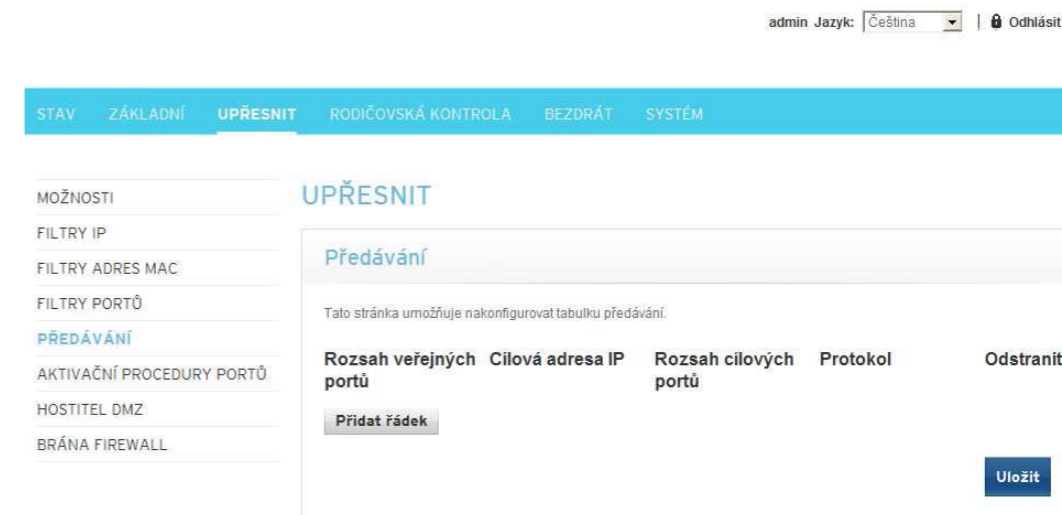 admin Jazyk: Čeština | Odhlásit
STAV ZÁKLADNÍ UPŘESNIT RODIČOVSKÁ KONTROLA BEZDRÁT SYSTÉM
MOŽNOSTI
FILTRY IP
FILTRY ADRES MAC
FILTRY PORTŮ
PŘEDÁVÁNÍ
AKTIVAČNÍ PROCEDURY PORTŮ
HOSTITEL DMZ
BRÁNA FIREWALL
UPŘESNIT
Předávání
Tato stránka umožňuje nakonfigurovat tabulku předávání.
Rozsah veřejných portů
Cílová adresa IP
Rozsah cílových portů
Protokol
Odstranit
Přidat řádek
Uložit